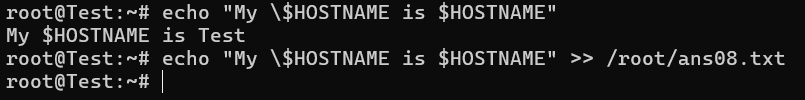 root@Test:~# echo "My \$HOSTNAME is $HOSTNAME"
My $HOSTNAME is Test
root@Test:~# echo "My \$HOSTNAME is $HOSTNAME" >> /root/ans08.txt
root@Test:~#